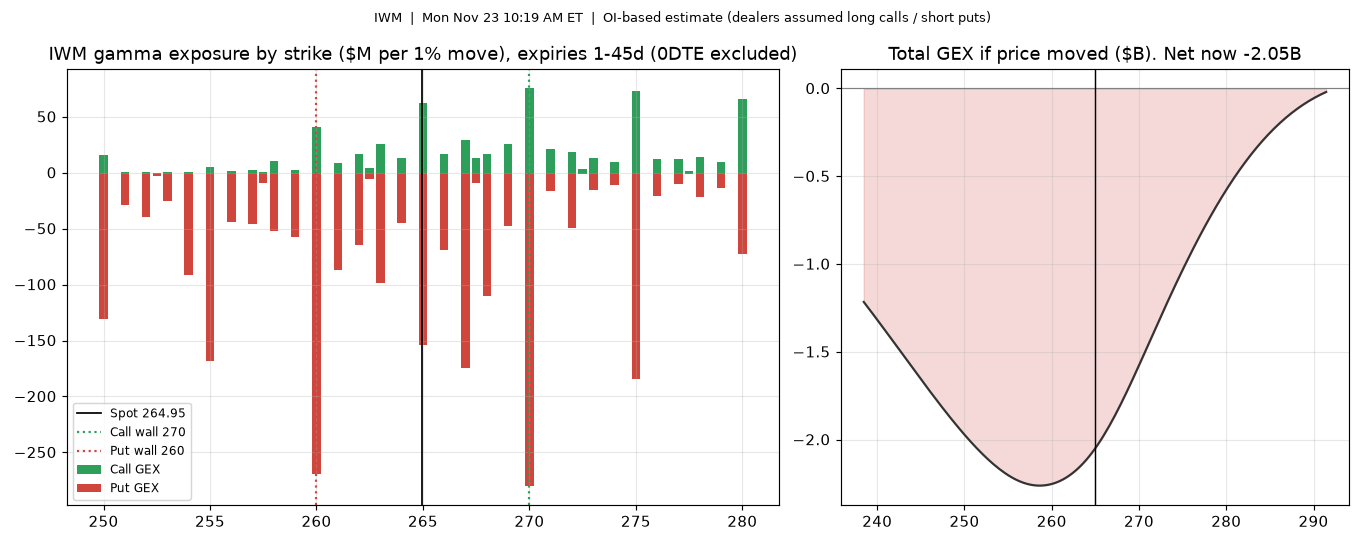 IWM | Mon Nov 23 10:19 AM ET | OI-based estimate (dealers assumed long calls / short puts)
IWM gamma exposure by strike ($M per 1% move), expiries 1-45d (0DTE excluded)
50
0
−50
−100
−150
−200
−250
Spot 264.95
Call wall 270
Put wall 260
Call GEX
Put GEX
250 255 260 265 270 275 280
Total GEX if price moved ($B). Net now -2.05B
0.0
−0.5
−1.0
−1.5
−2.0
240 250 260 270 280 290